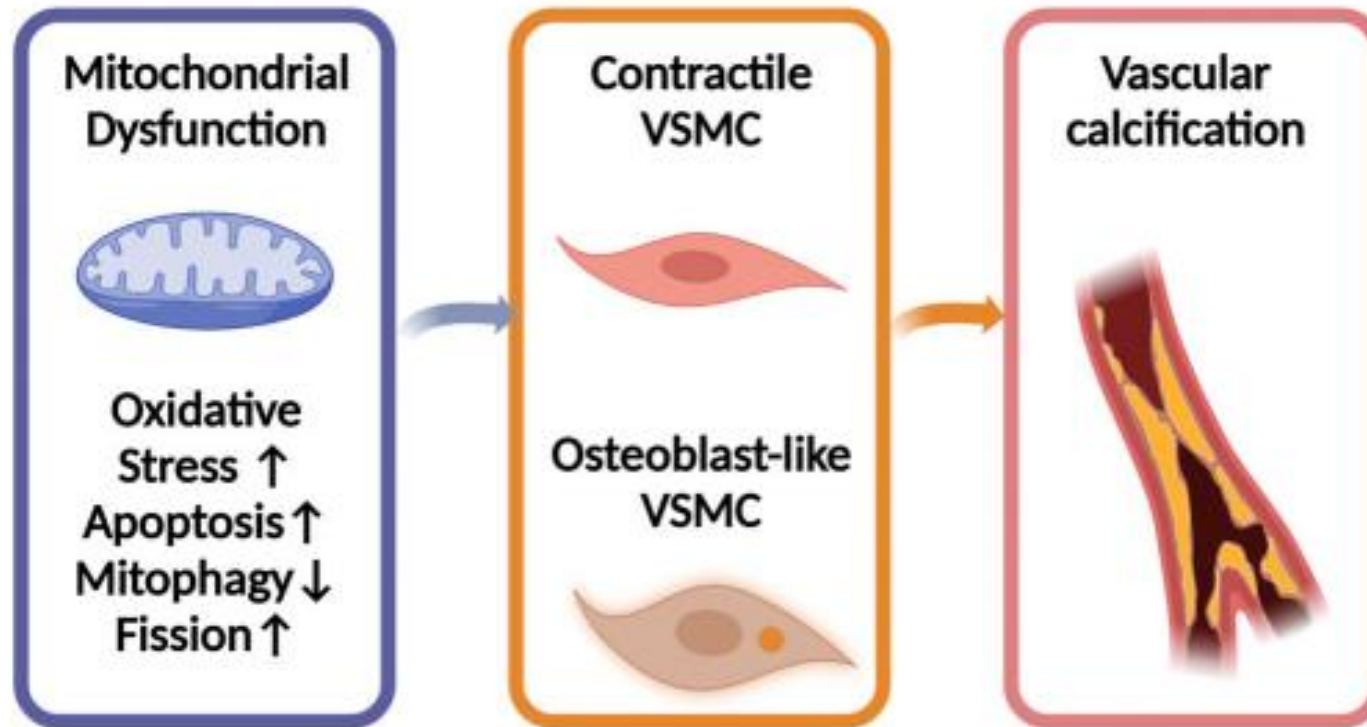 Mitochondrial
Dysfunction
Oxidative
Stress ↑
Apoptosis↑
Mitophagy↓
Fission↑
Contractile
VSMC
Osteoblast-like
VSMC
Vascular
calcification